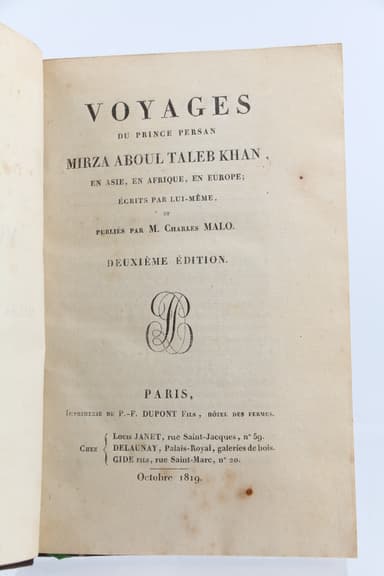 VOYAGES
DU PRINCE PERSAN
MIRZA ABOUL TALEB KHAN,
EN ASIE, EN AFRIQUE, EN EUROPE;
ÉCRITS PAR LUI-MÊME,
ET
PUBLIÉS PAR M. CHARLES MALO.
DEUXIÈME ÉDITION.
PARIS,
IMPRIMERIE DE P.-F. DUPONT FILS, HÔTEL DES FERMES.
CHEZ
LOUIS JANET, rue Saint-Jacques, n° 59.
DELAUNAY, Palais-Royal, galeries de bois.
GIDE FILS, rue Saint-Marc, n° 20.
Octobre 1819.